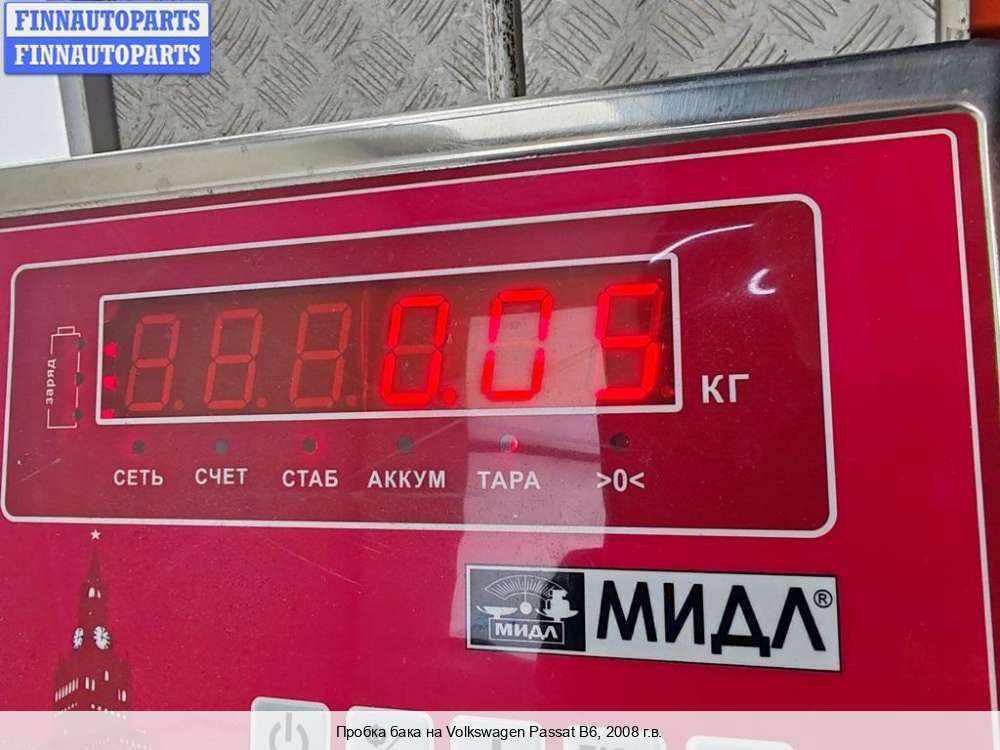 FINNAUTOPARTS
FINNAUTOPARTS
заряд
0.05
КГ
СЕТЬ СЧЕТ СТАБ АККУМ ТАРА >0<
МИДЛ МИДЛ®
Пробка бака на Volkswagen Passat B6, 2008 г.в.